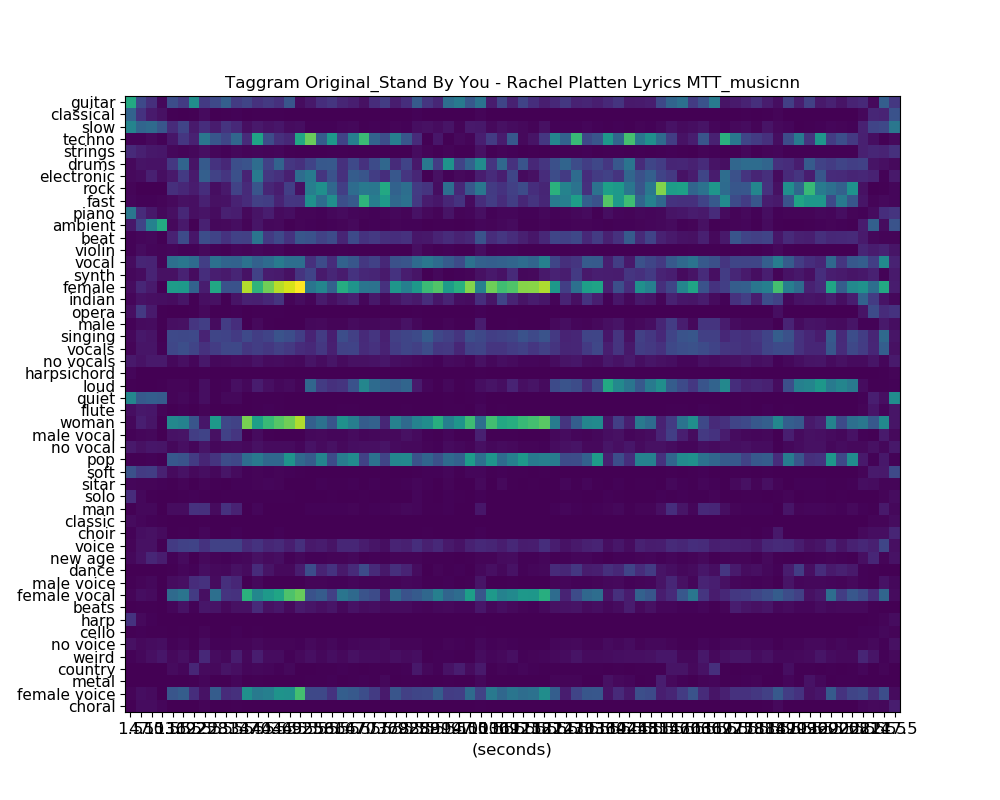 Taggram Original_Stand By You - Rachel Platten Lyrics MTT_musicnn
guitar
classical
slow
techno
strings
drums
electronic
rock
fast
piano
ambient
beat
violin
vocal
synth
female
indian
opera
male
singing
vocals
no vocals
harpsichord
loud
quiet
flute
woman
male vocal
no vocal
pop
soft
sitar
solo
man
classic
choir
voice
new age
dance
male voice
female vocal
beats
harp
cello
no voice
weird
country
metal
female voice
choral
(seconds)